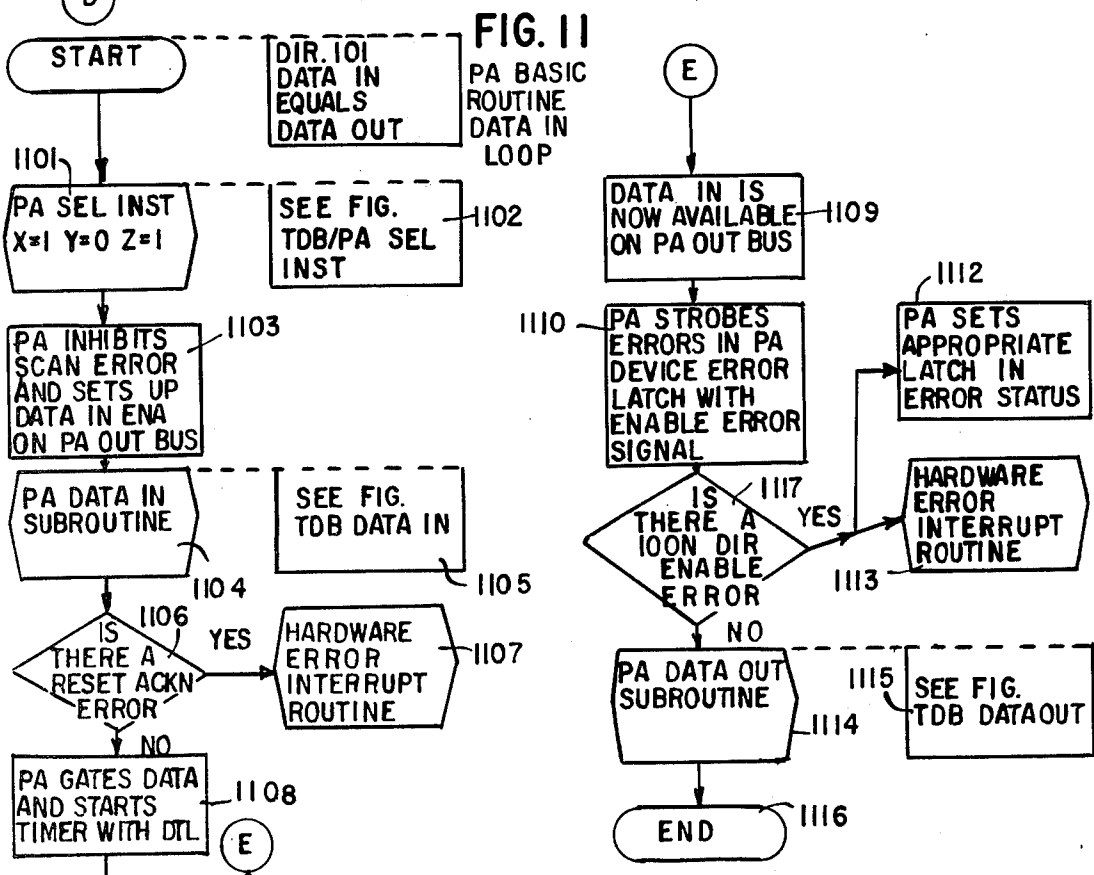 FIG. 11
PA BASIC
ROUTINE
DATA IN
LOOP
START
DIR. 101
DATA IN
EQUALS
DATA OUT
1101
PA SEL INST
X=1 Y=0 Z=1
SEE FIG.
TDB/PA SEL
INST
1102
1103
PA INHIBITS
SCAN ERROR
AND SETS UP
DATA IN ENA
ON PA OUT BUS
PA DATA IN
SUBROUTINE
1104
SEE FIG.
TDB DATA IN
1105
1106
IS
THERE A
RESET ACKN
ERROR
YES
HARDWARE
ERROR
INTERRUPT
ROUTINE
1107
NO
PA GATES DATA
AND STARTS
TIMER WITH DTL
1108
E
E
DATA IN IS
NOW AVAILABLE
ON PA OUT BUS
1109
1110
PA STROBES
ERRORS IN PA
DEVICE ERROR
LATCH WITH
ENABLE ERROR
SIGNAL
1112
PA SETS
APPROPRIATE
LATCH IN
ERROR STATUS
1117
IS
THERE A
100N DIR
ENABLE
ERROR
YES
HARDWARE
ERROR
INTERRUPT
ROUTINE
1113
NO
PA DATA OUT
SUBROUTINE
1114
1115
SEE FIG.
TDB DATAOUT
END
1116